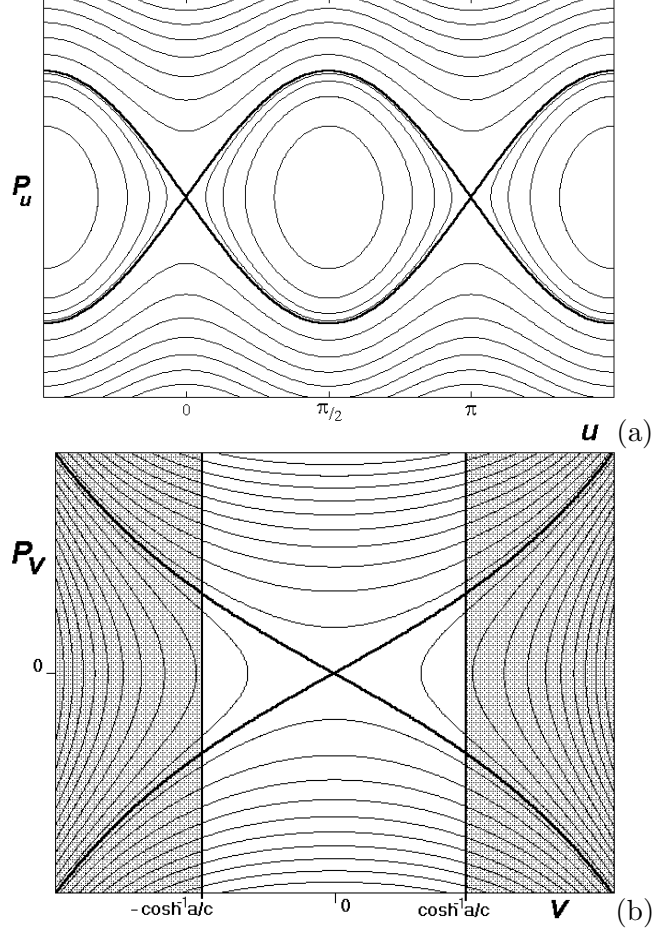 P_u
0 π/2 π
u (a)
P_V
0
- cosh⁻¹a/c 0 cosh⁻¹a/c V (b)